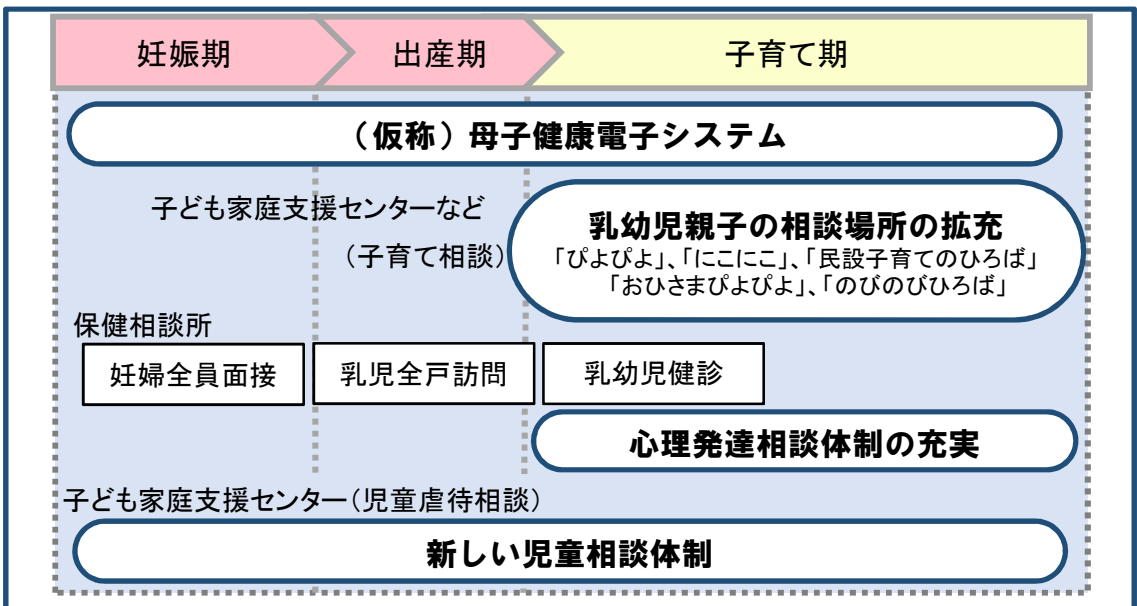 妊娠期
出産期
子育て期
（仮称）母子健康電子システム
子ども家庭支援センターなど
（子育て相談）
乳幼児親子の相談場所の拡充
「ぴよぴよ」、「にこにこ」、「民設子育てのひろば」
「おひさまぴよぴよ」、「のびのびひろば」
保健相談所
妊婦全員面接
乳児全戸訪問
乳幼児健診
心理発達相談体制の充実
子ども家庭支援センター（児童虐待相談）
新しい児童相談体制